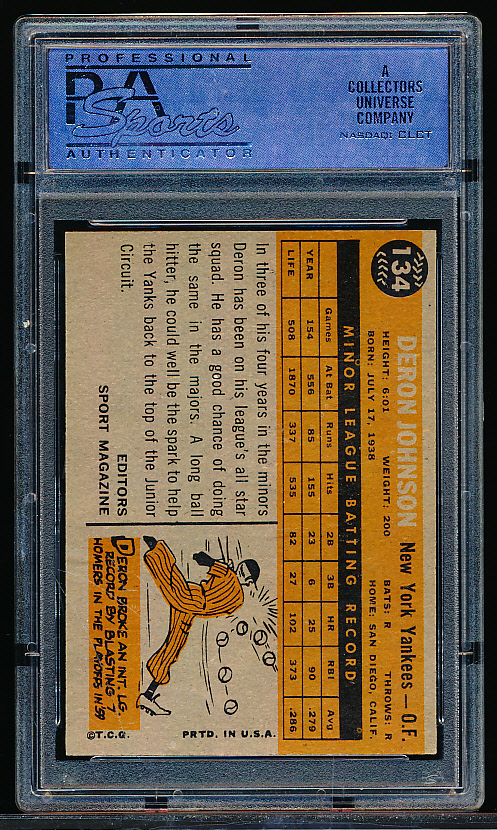 PROFESSIONAL
PSA
Sports
AUTHENTICATOR
A
COLLECTORS
UNIVERSE
COMPANY
NASDAQ: CLCT
134
DERON JOHNSON New York Yankees—O.F.
HEIGHT: 6:01 WEIGHT: 200 BATS: R THROWS: R
BORN: JULY 17, 1938 HOME: SAN DIEGO, CALIF.
MINOR LEAGUE BATTING RECORD
Games At Bat Runs Hits 2B 3B HR RBI Avg
YEAR 154 556 85 155 23 6 25 90 .279
LIFE 508 1870 337 535 82 27 102 373 .286
In three of his four years in the minors
Deron has been on his league's all star
squad. He has a good chance of doing
the same in the majors. A long ball
hitter, he could well be the spark to help
the Yanks back to the top of the Junior
Circuit.
EDITORS
SPORT MAGAZINE
DERON BROKE AN INT. LG.
RECORD BY BLASTING 7
HOMERS IN THE PLAYOFFS IN '59
©T.C.G. PRTD. IN U.S.A.